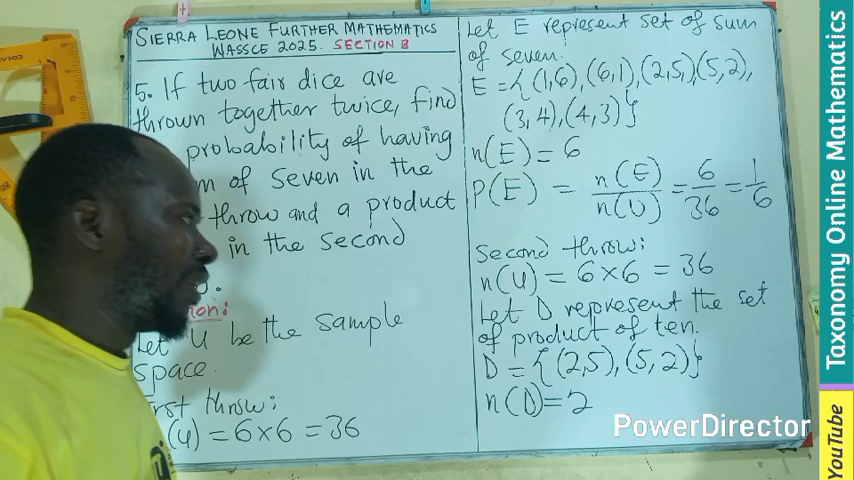 SIERRA LEONE FURTHER MATHEMATICS
WASSCE 2025. SECTION B
5. If two fair dice are
thrown together twice, find
probability of having
m of seven in the
throw and a product
in the second
Let U be the sample
space.
First throw:
(U) = 6×6 = 36
Let E represent set of sum
of seven.
E = {(1,6), (6,1), (2,5), (5,2),
(3,4), (4,3)}
n(E) = 6
P(E) = n(E)/n(U) = 6/36 = 1/6
Second throw:
n(U) = 6×6 = 36
Let D represent the set
of product of ten.
D = {(2,5), (5,2)}
n(D) = 2
PowerDirector
Taxonomy Online Mathematics
YouTube